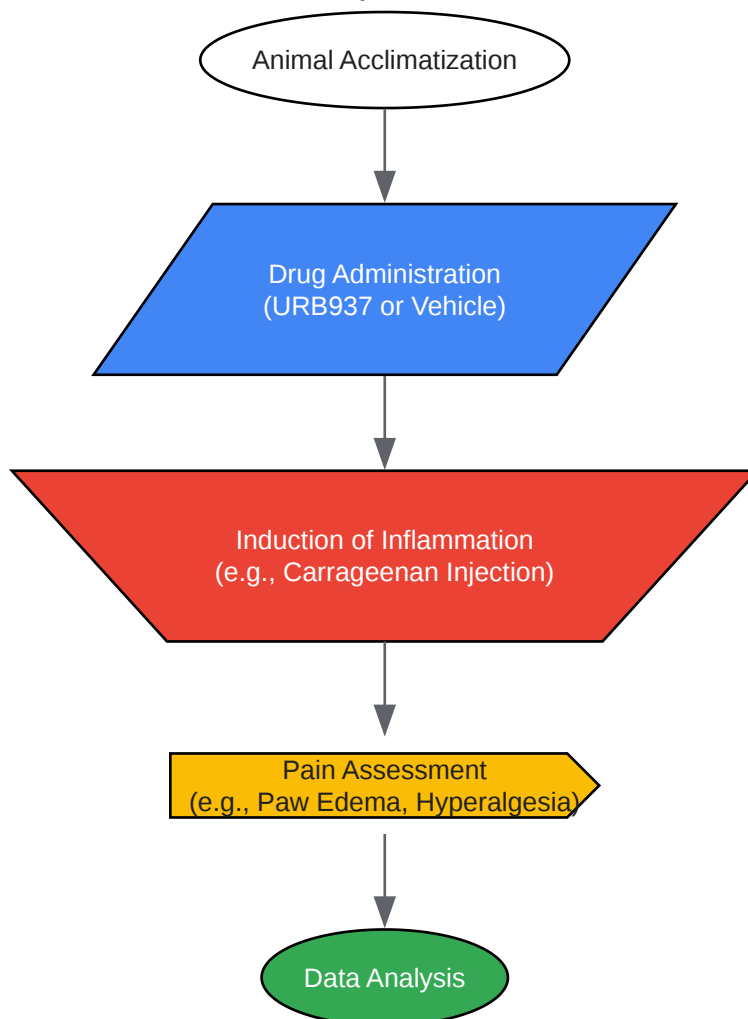 Animal Acclimatization
Drug Administration
(URB937 or Vehicle)
Induction of Inflammation
(e.g., Carrageenan Injection)
Pain Assessment
(e.g., Paw Edema, Hyperalgesia)
Data Analysis